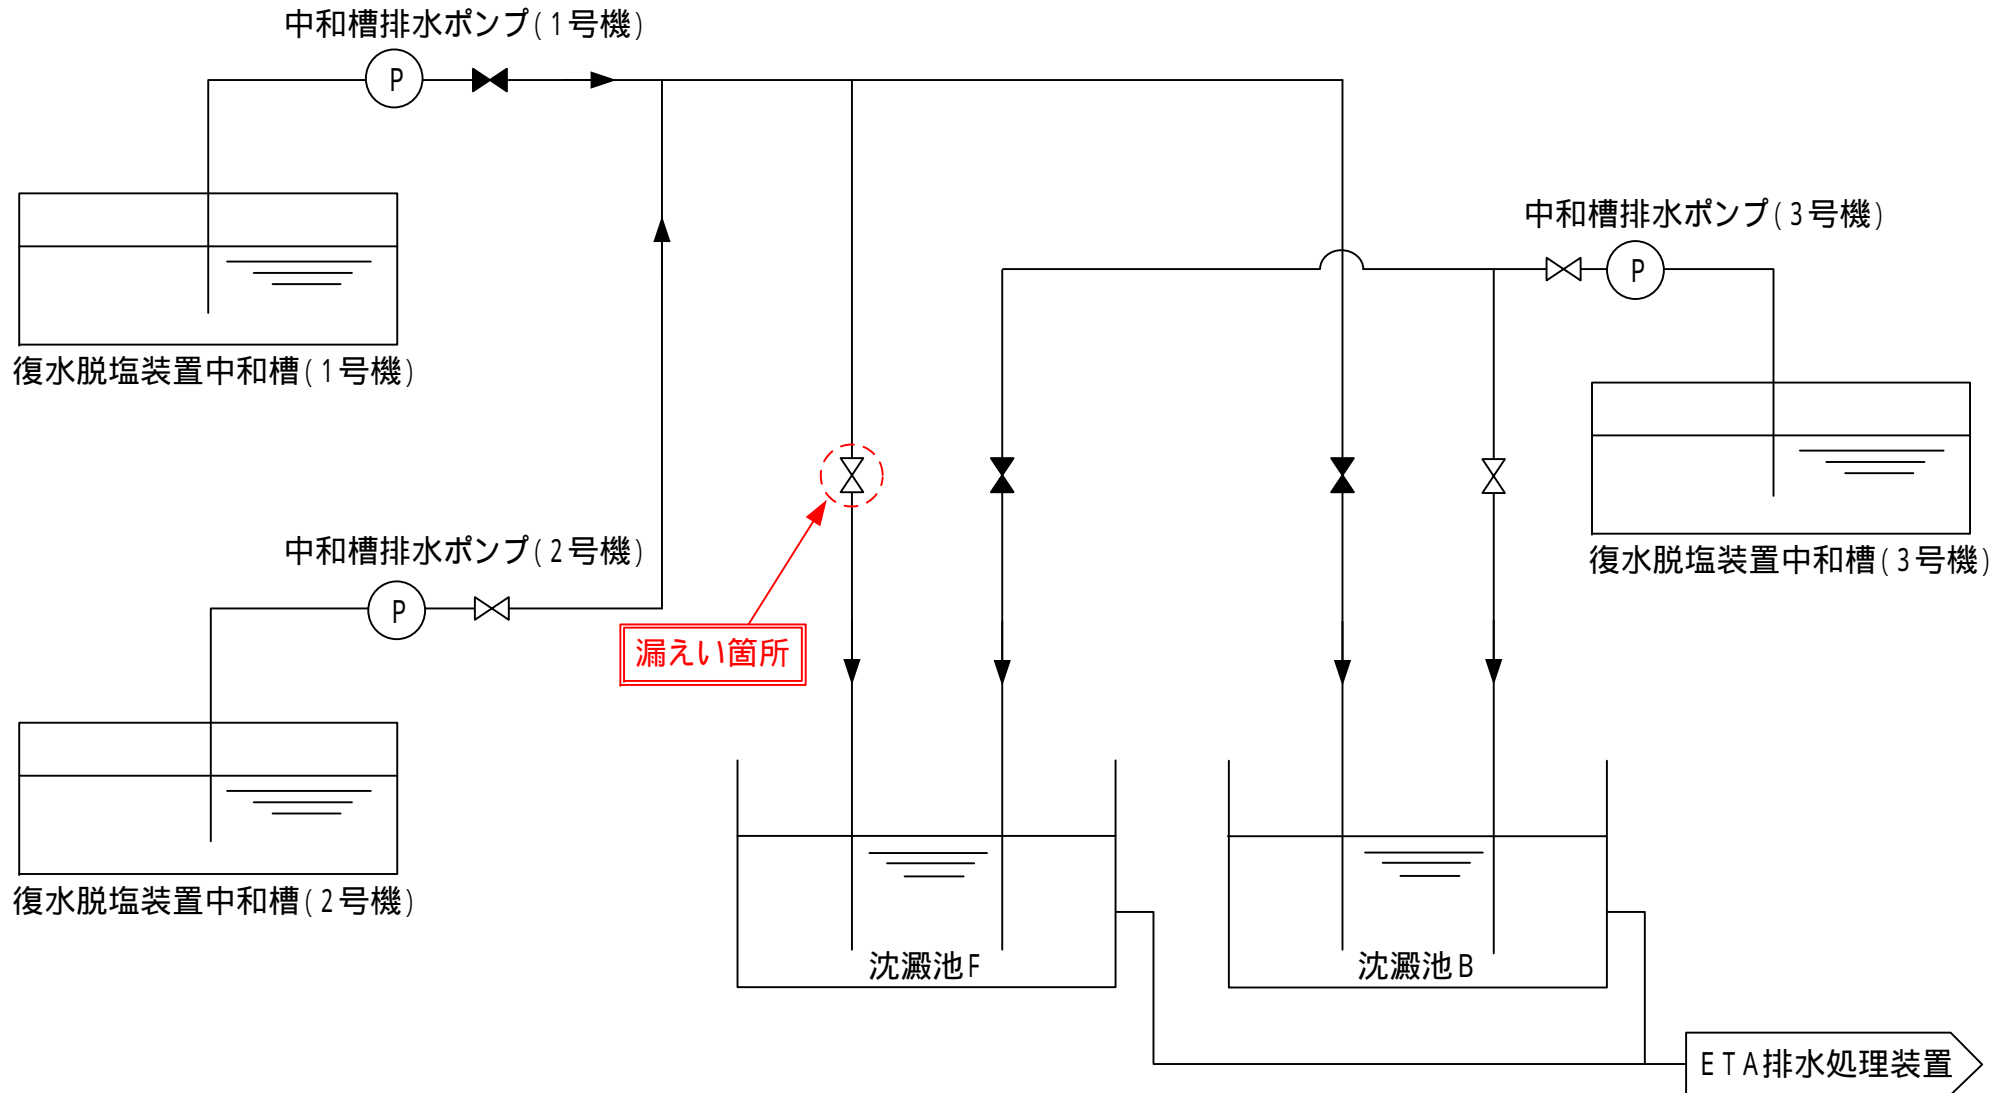 中和槽排水ポンプ(1号機)
P
中和槽排水ポンプ(3号機)
P
復水脱塩装置中和槽(1号機)
中和槽排水ポンプ(2号機)
P
復水脱塩装置中和槽(3号機)
漏えい箇所
復水脱塩装置中和槽(2号機)
沈澱池F
沈澱池B
ETA排水処理装置